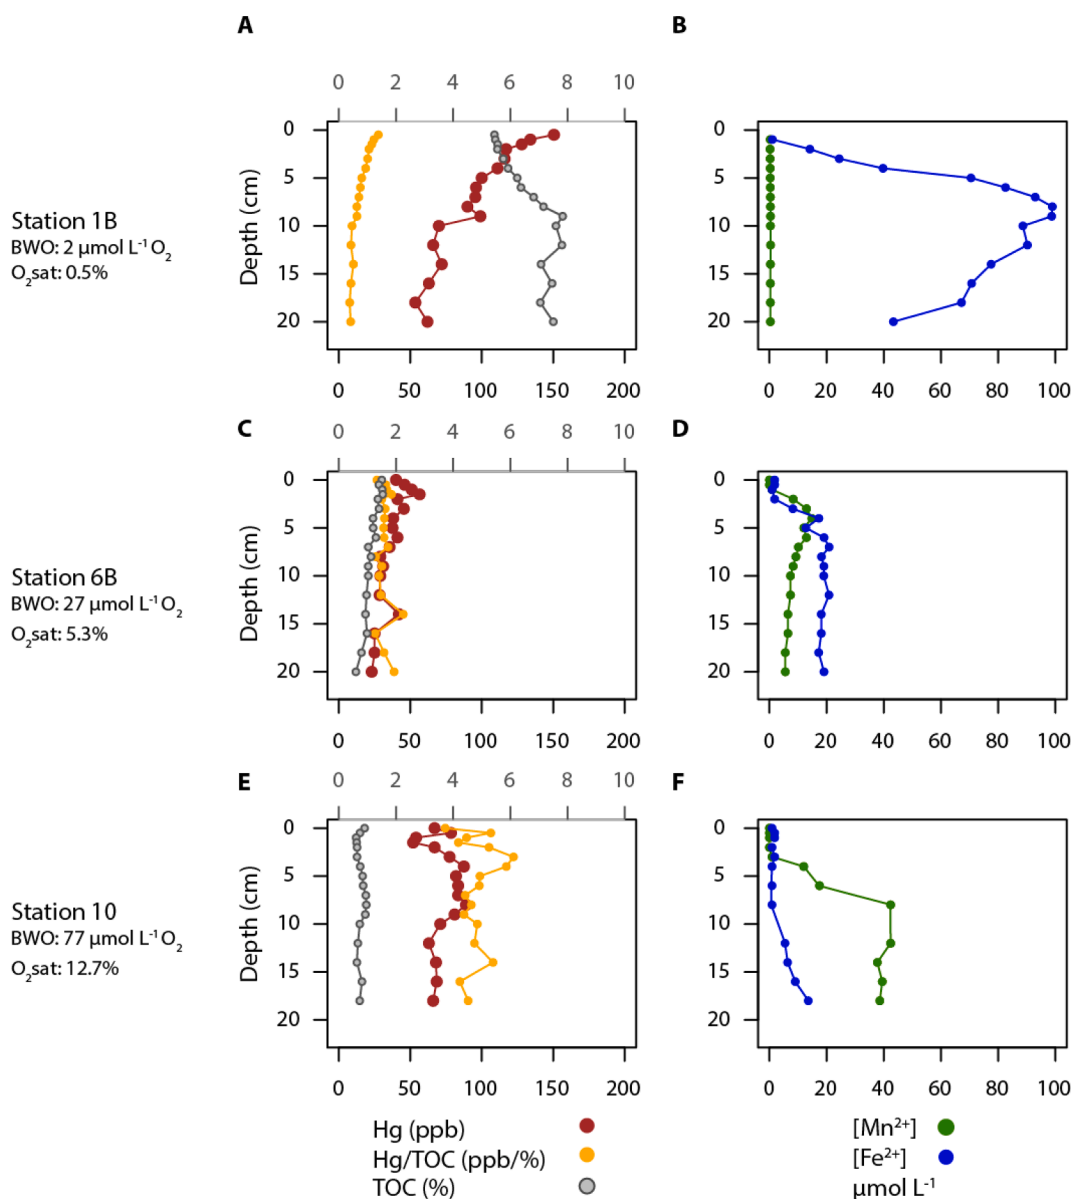 A
B
0 2 4 6 8 10
0
5
10
15
20
Depth (cm)
Station 1B
BWO: 2 µmol L⁻¹ O₂
O₂sat: 0.5%
0
5
10
15
20
Depth (cm)
0 50 100 150 200
0 20 40 60 80 100
C
D
0 2 4 6 8 10
0
5
10
15
20
Depth (cm)
Station 6B
BWO: 27 µmol L⁻¹ O₂
O₂sat: 5.3%
0
5
10
15
20
Depth (cm)
0 50 100 150 200
0 20 40 60 80 100
E
F
0 2 4 6 8 10
0
5
10
15
20
Depth (cm)
Station 10
BWO: 77 µmol L⁻¹ O₂
O₂sat: 12.7%
0
5
10
15
20
Depth (cm)
0 50 100 150 200
0 20 40 60 80 100
Hg (ppb)
Hg/TOC (ppb/%)
TOC (%)
[Mn²⁺]
[Fe²⁺]
µmol L⁻¹